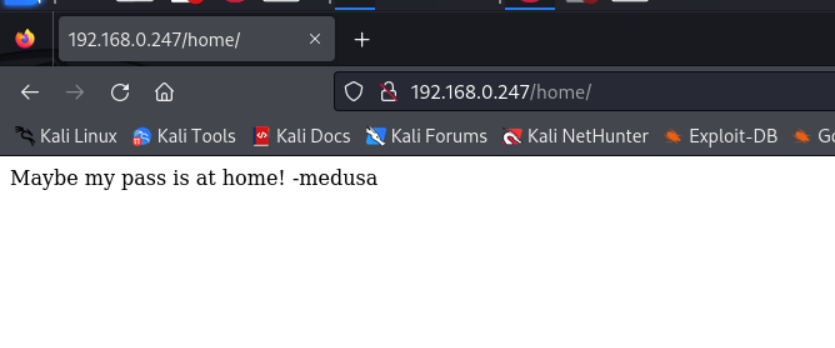 192.168.0.247/home/
192.168.0.247/home/
Kali Linux Kali Tools Kali Docs Kali Forums Kali NetHunter Exploit-DB
Maybe my pass is at home! -medusa